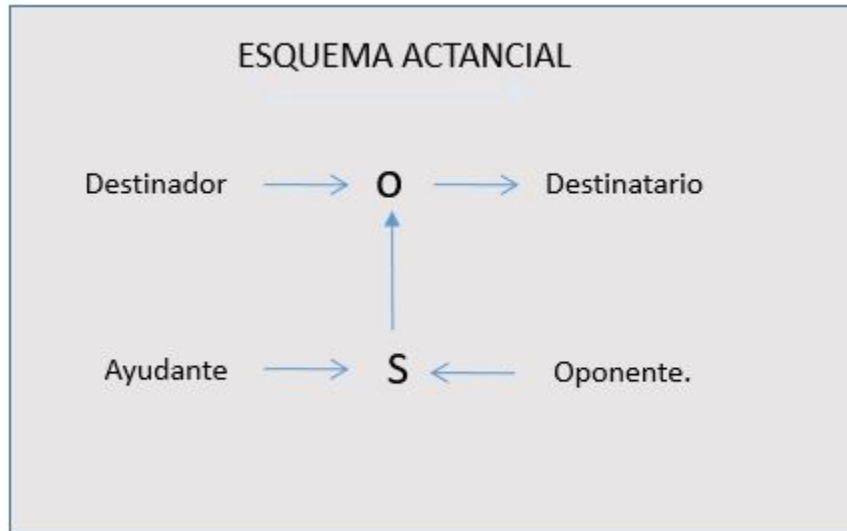 ESQUEMA ACTANCIAL
Destinador O Destinatario
Ayudante S Oponente.